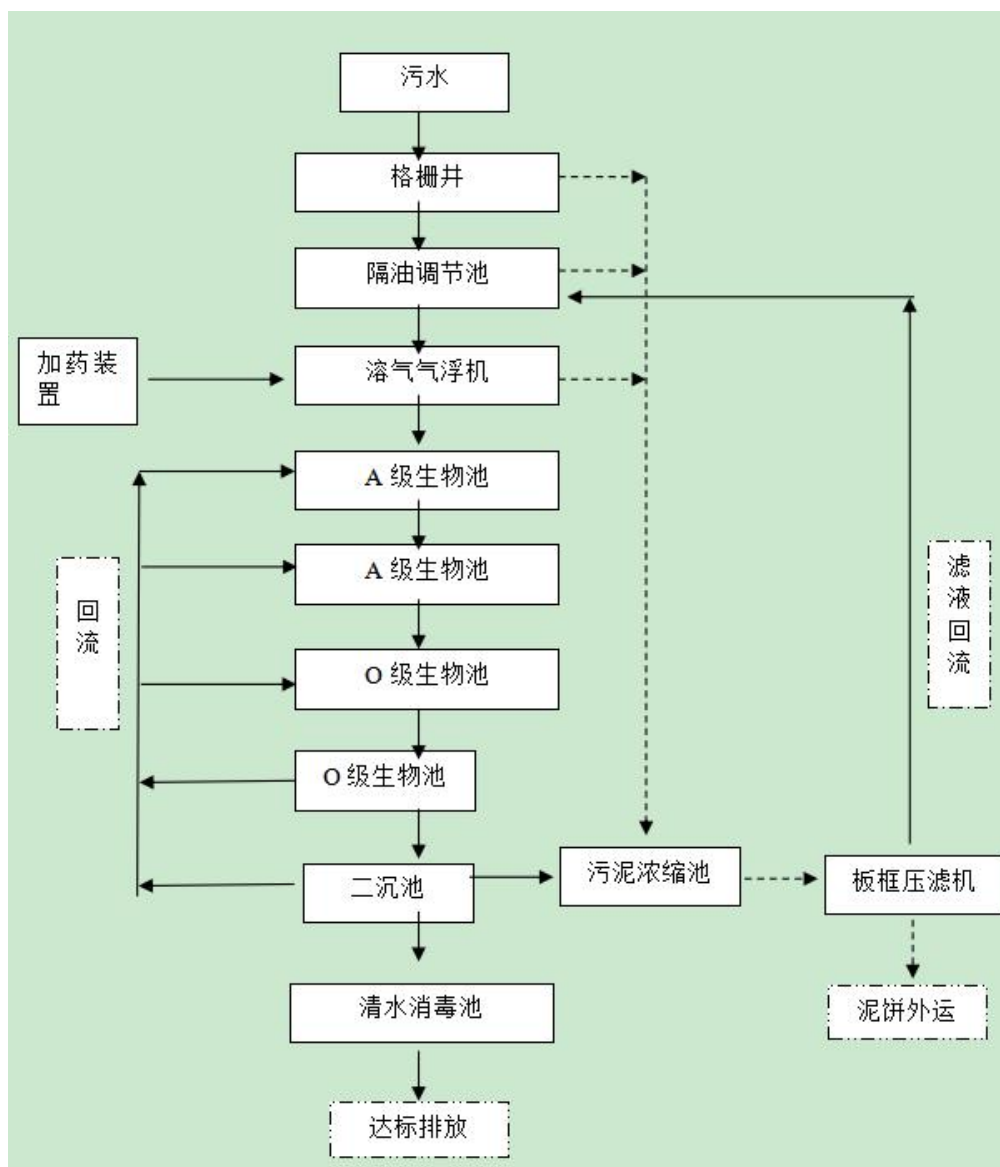 污水
格栅井
隔油调节池
加药装
置
溶气气浮机
A 级生物池
A 级生物池
回
流
滤
液
回
流
O 级生物池
O 级生物池
二沉池
污泥浓缩池
板框压滤机
清水消毒池
泥饼外运
达标排放